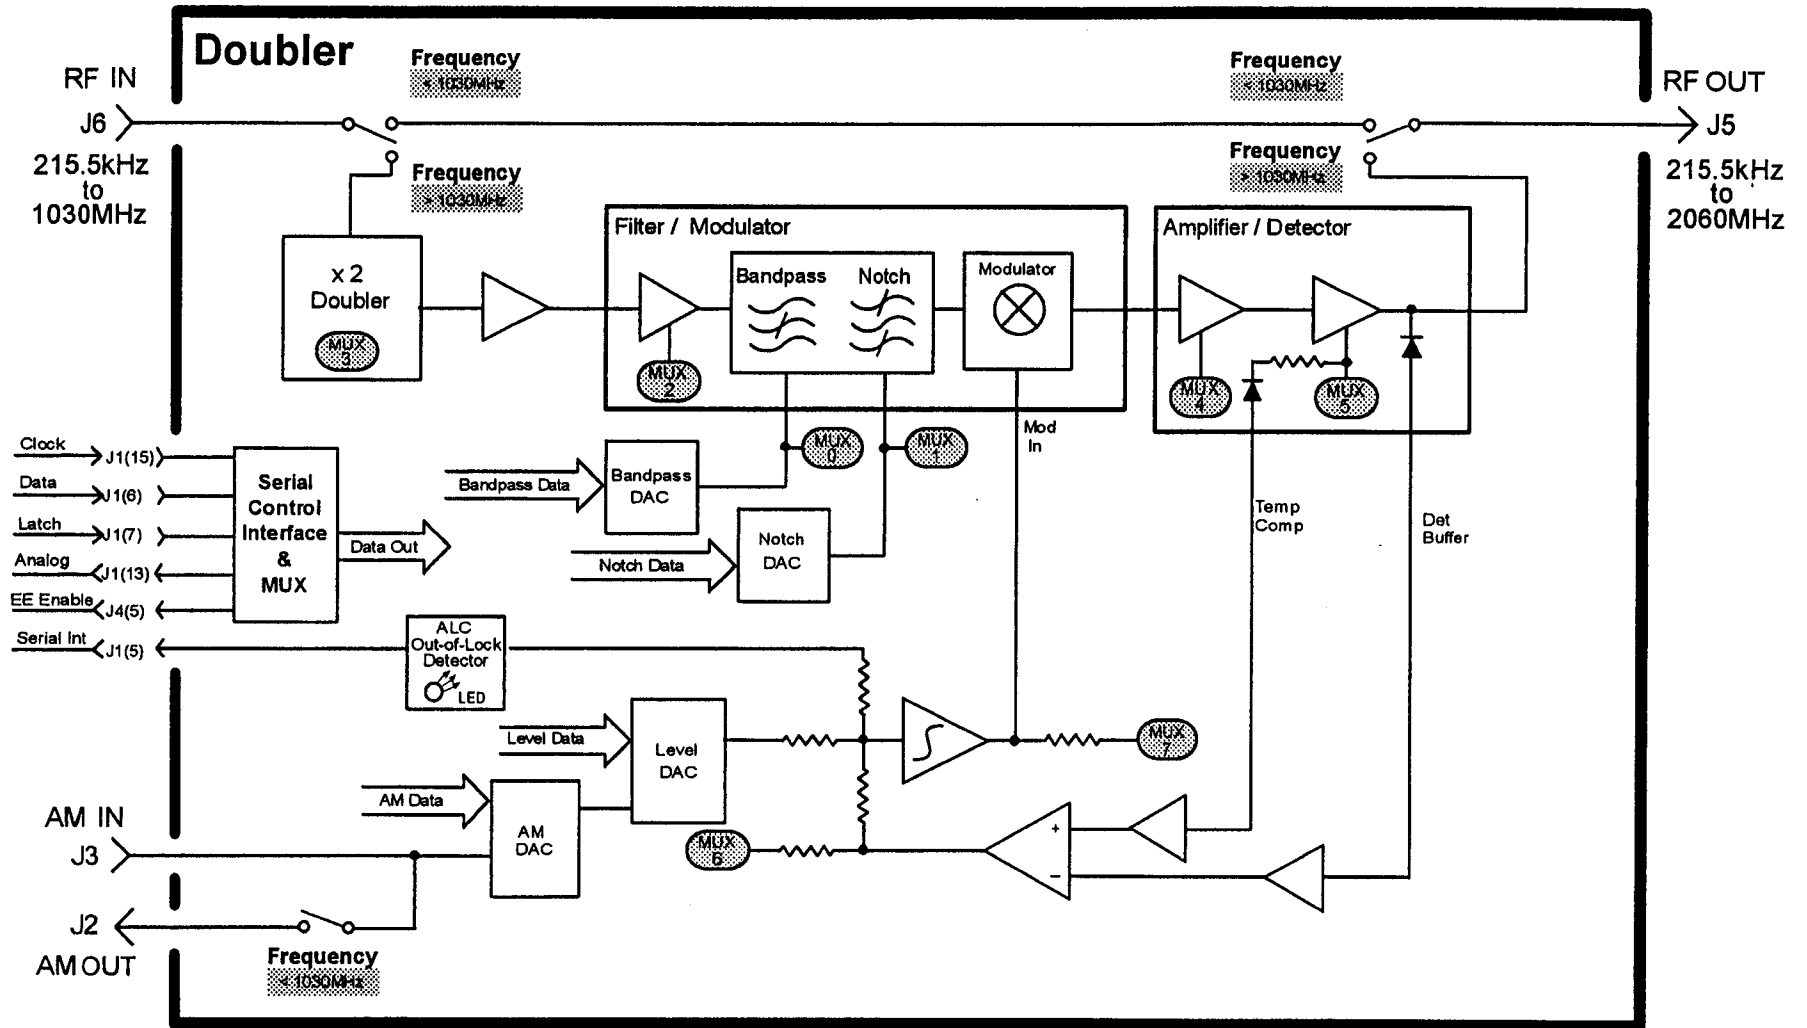 Doubler
RF IN
J6
215.5kHz
to
1030MHz
Frequency
< 1030MHz
Frequency
> 1030MHz
Frequency
< 1030MHz
Frequency
> 1030MHz
RF OUT
J5
215.5kHz
to
2060MHz
x 2
Doubler
MUX
3
Filter / Modulator
MUX
2
Bandpass
Notch
Modulator
Amplifier / Detector
MUX
4
MUX
5
Clock
J1(15)
Data
J1(6)
Latch
J1(7)
Analog
J1(13)
EE Enable
J4(5)
Serial Int
J1(5)
Serial
Control
Interface
&
MUX
Data Out
Bandpass Data
Bandpass
DAC
MUX
0
MUX
1
Notch Data
Notch
DAC
Mod
In
Temp
Comp
Det
Buffer
ALC
Out-of-Lock
Detector
LED
Level Data
Level
DAC
MUX
7
AM Data
AM
DAC
MUX
6
+
−
AM IN
J3
J2
AM OUT
Frequency
< 1030MHz